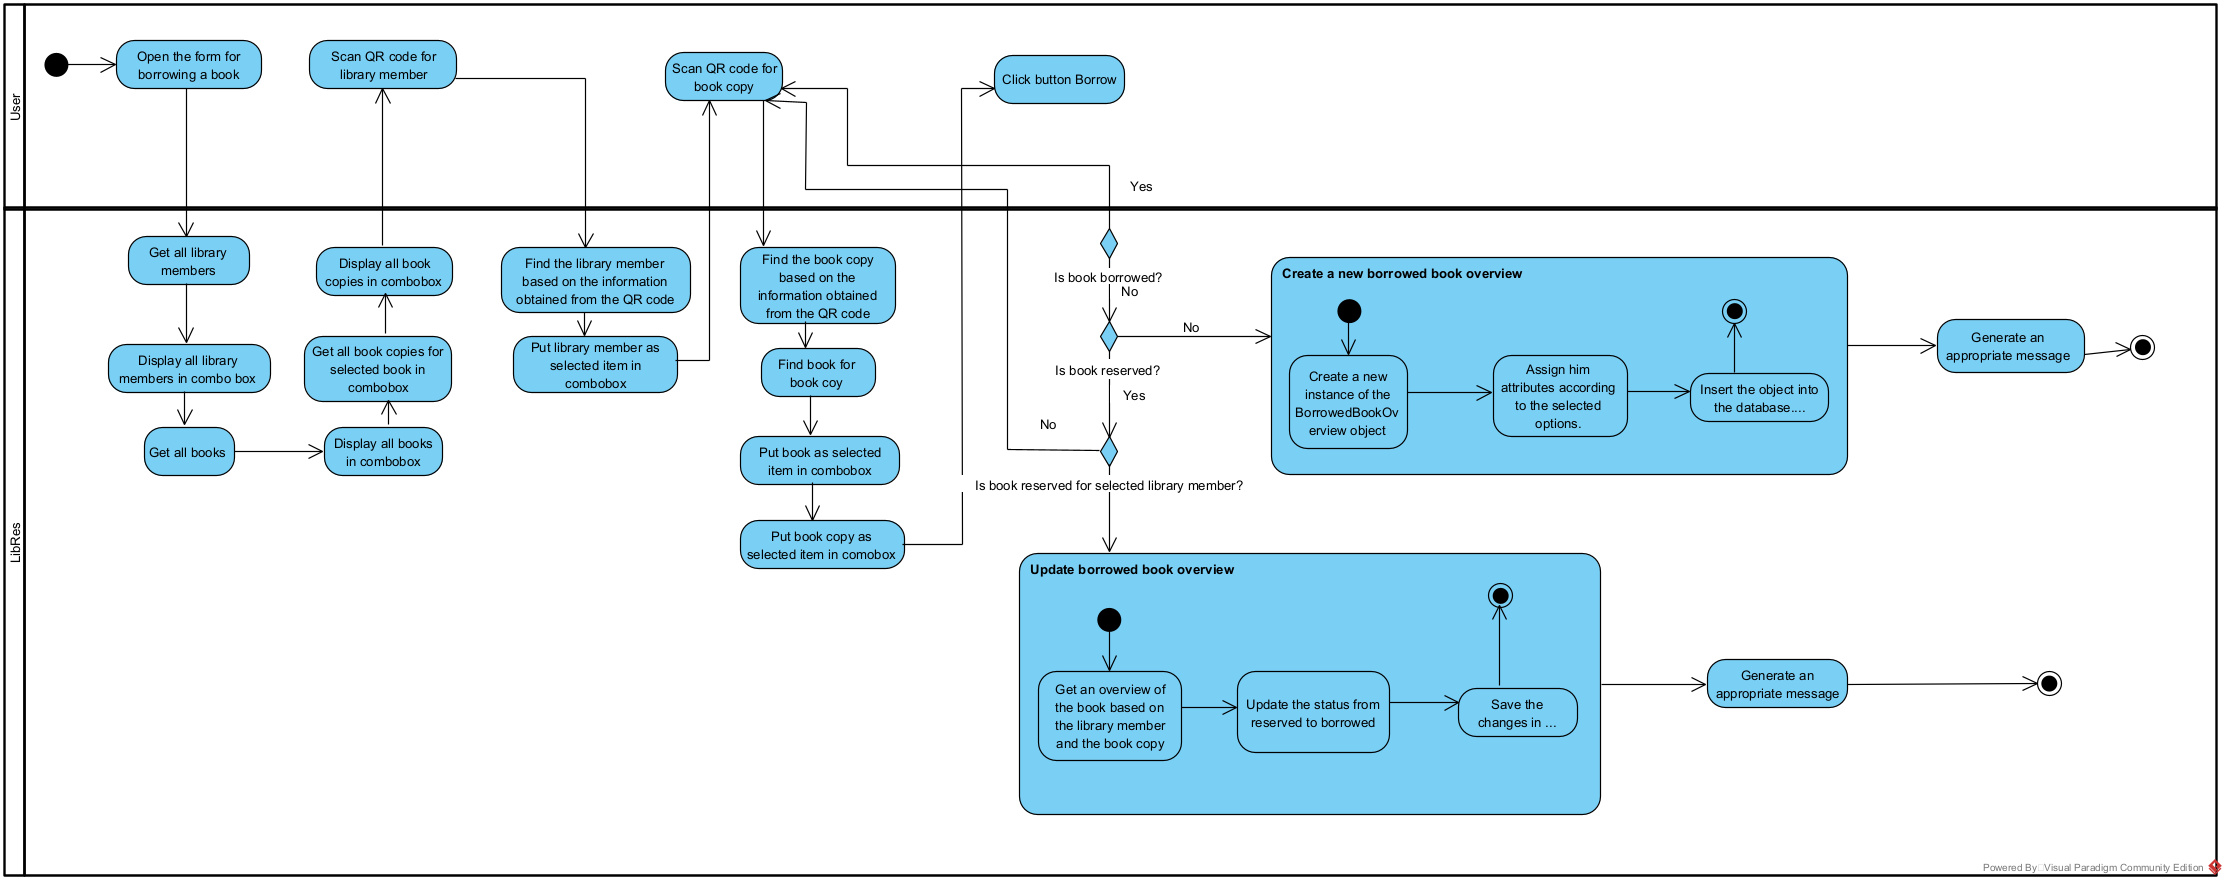 User
Open the form for
borrowing a book
Scan QR code for
library member
Scan QR code for
book copy
Click button Borrow
Yes
LibRes
Get all library
members
Display all library
members in combo box
Get all books
Display all books
in combobox
Get all book copies for
selected book in
combobox
Display all book
copies in combobox
Find the library member
based on the information
obtained from the QR code
Put library member as
selected item in
combobox
Find the book copy
based on the
information obtained
from the QR code
Find book for
book coy
Put book as selected
item in combobox
Put book copy as
selected item in comobox
Is book borrowed?
No
No
Is book reserved?
Yes
No
Is book reserved for selected library member?
Create a new borrowed book overview
Create a new
instance of the
BorrowedBookOv
erview object
Assign him
attributes according
to the selected
options.
Insert the object into
the database....
Generate an
appropriate message
Update borrowed book overview
Get an overview of
the book based on
the library member
and the book copy
Update the status from
reserved to borrowed
Save the
changes in ...
Generate an
appropriate message
Powered By Visual Paradigm Community Edition